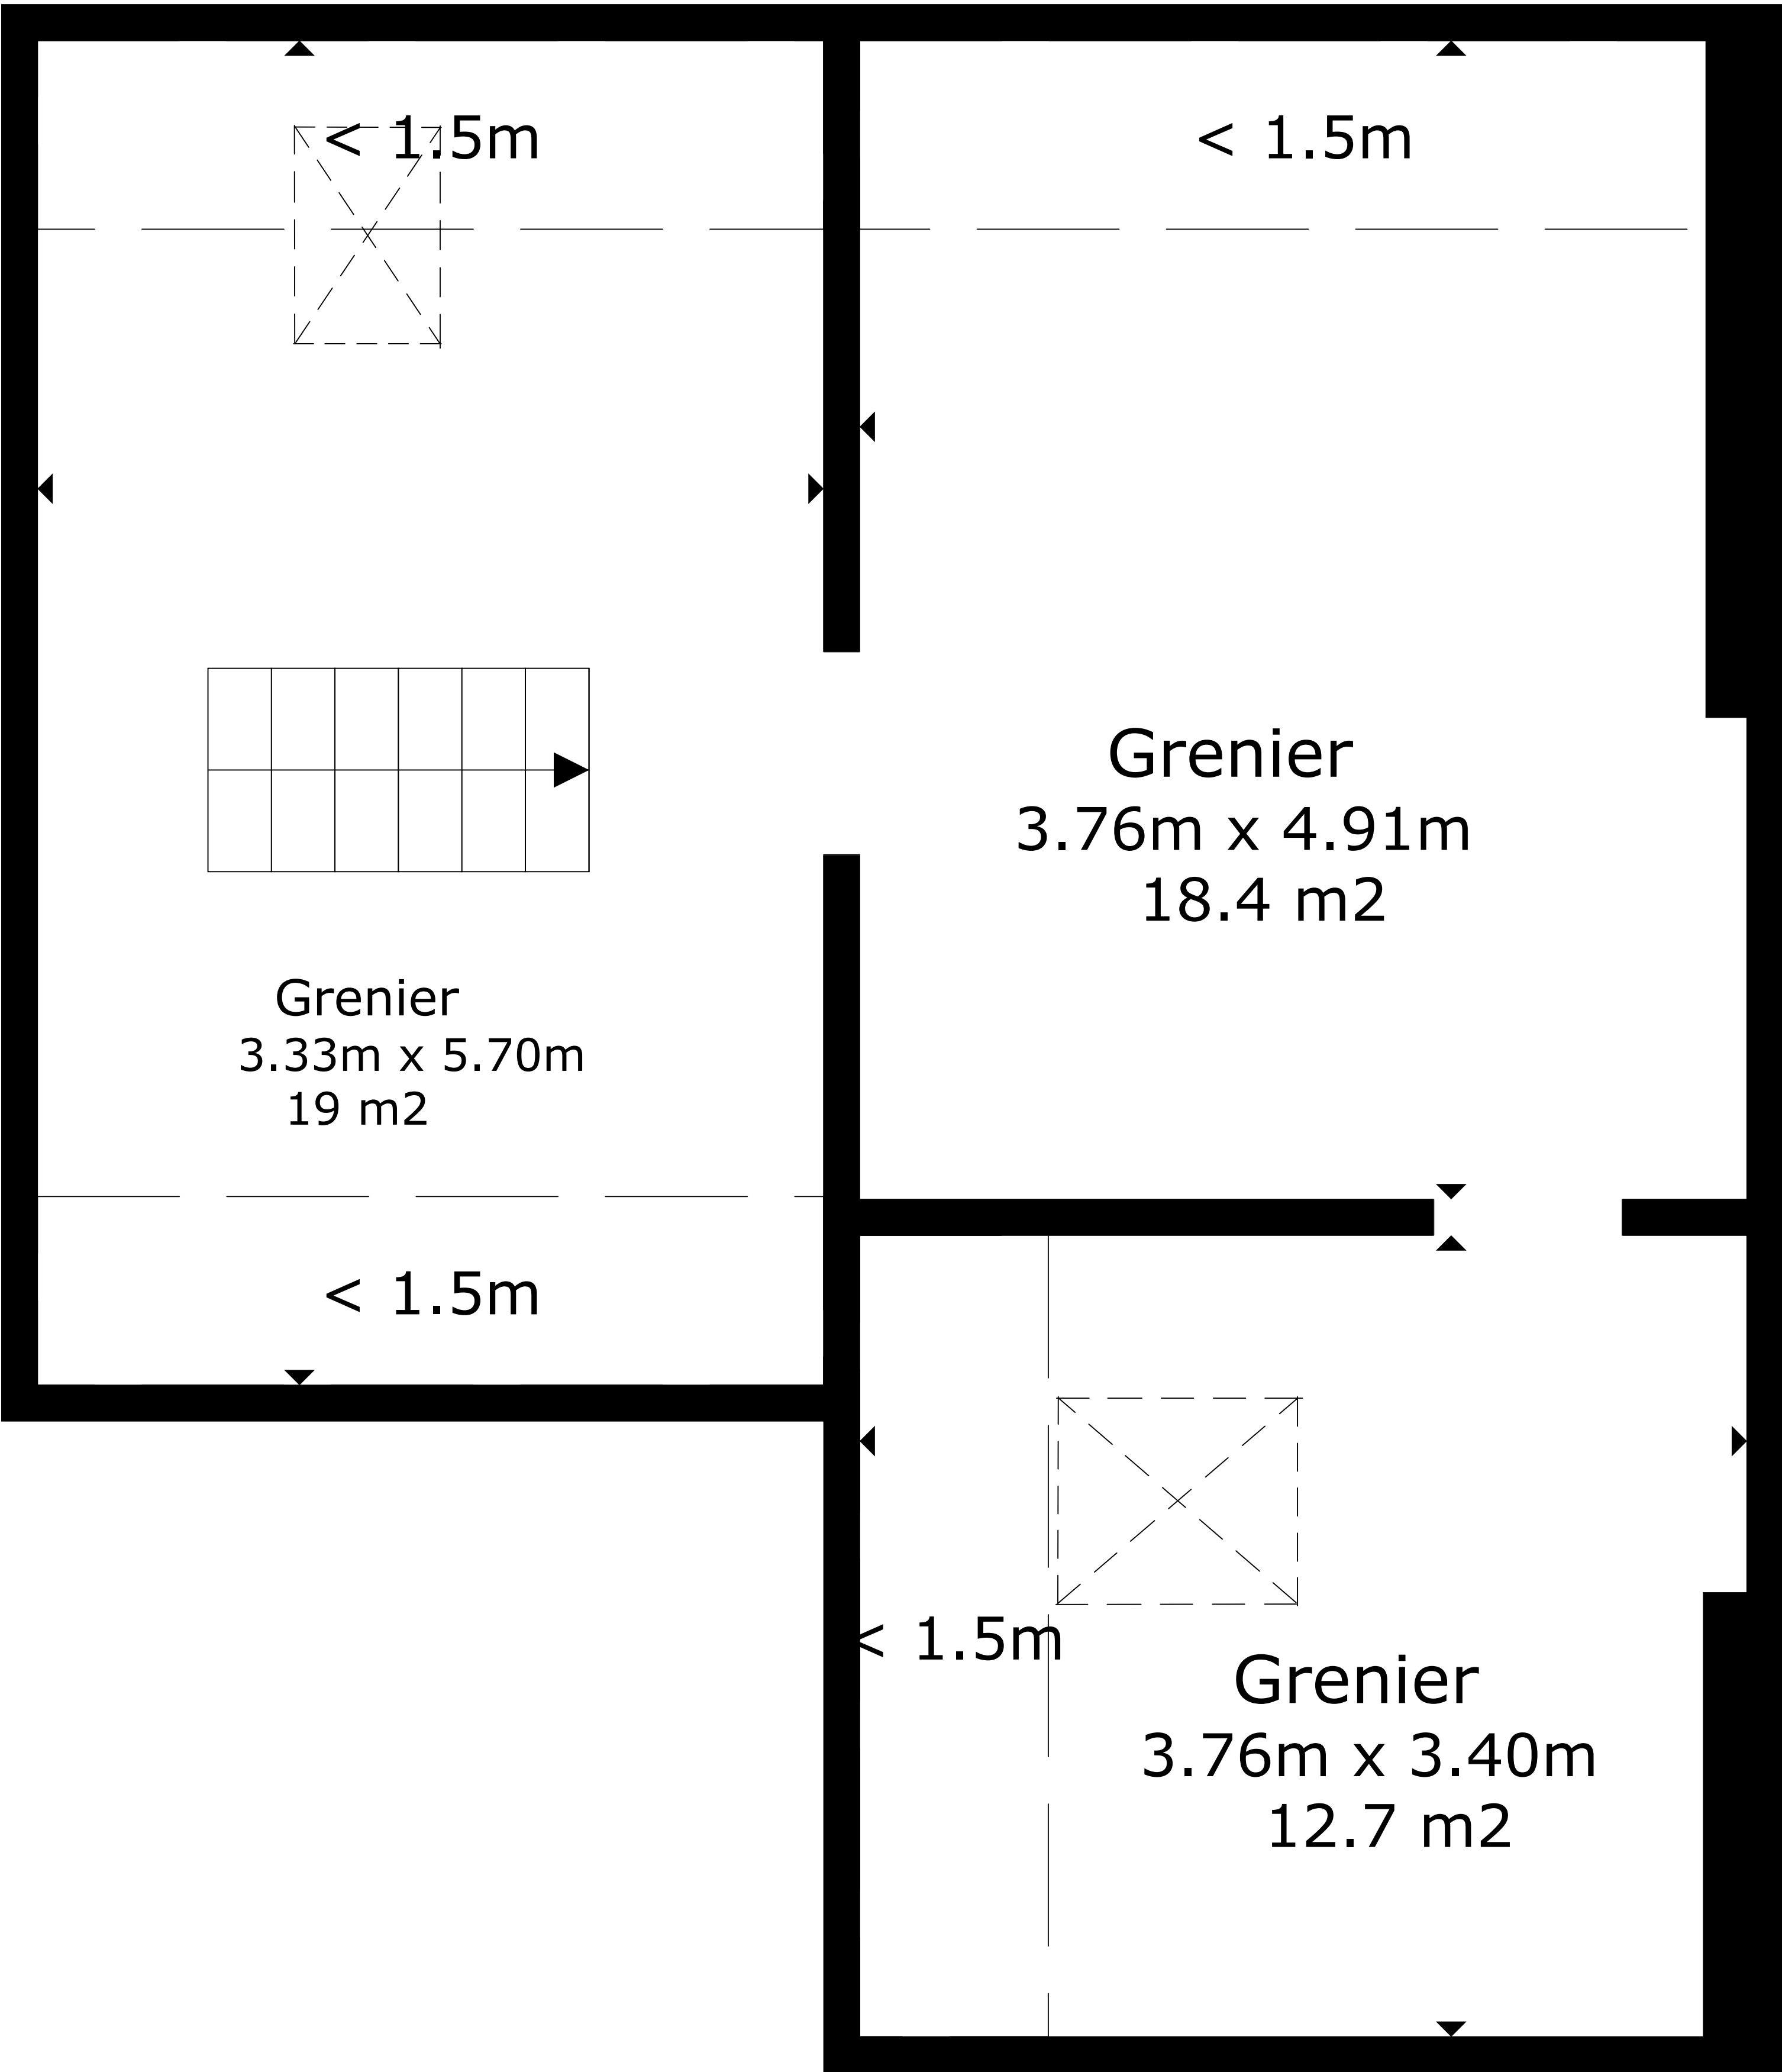 < 1.5m
< 1.5m
Grenier
3.76m x 4.91m
18.4 m2
Grenier
3.33m x 5.70m
19 m2
< 1.5m
< 1.5m
Grenier
3.76m x 3.40m
12.7 m2